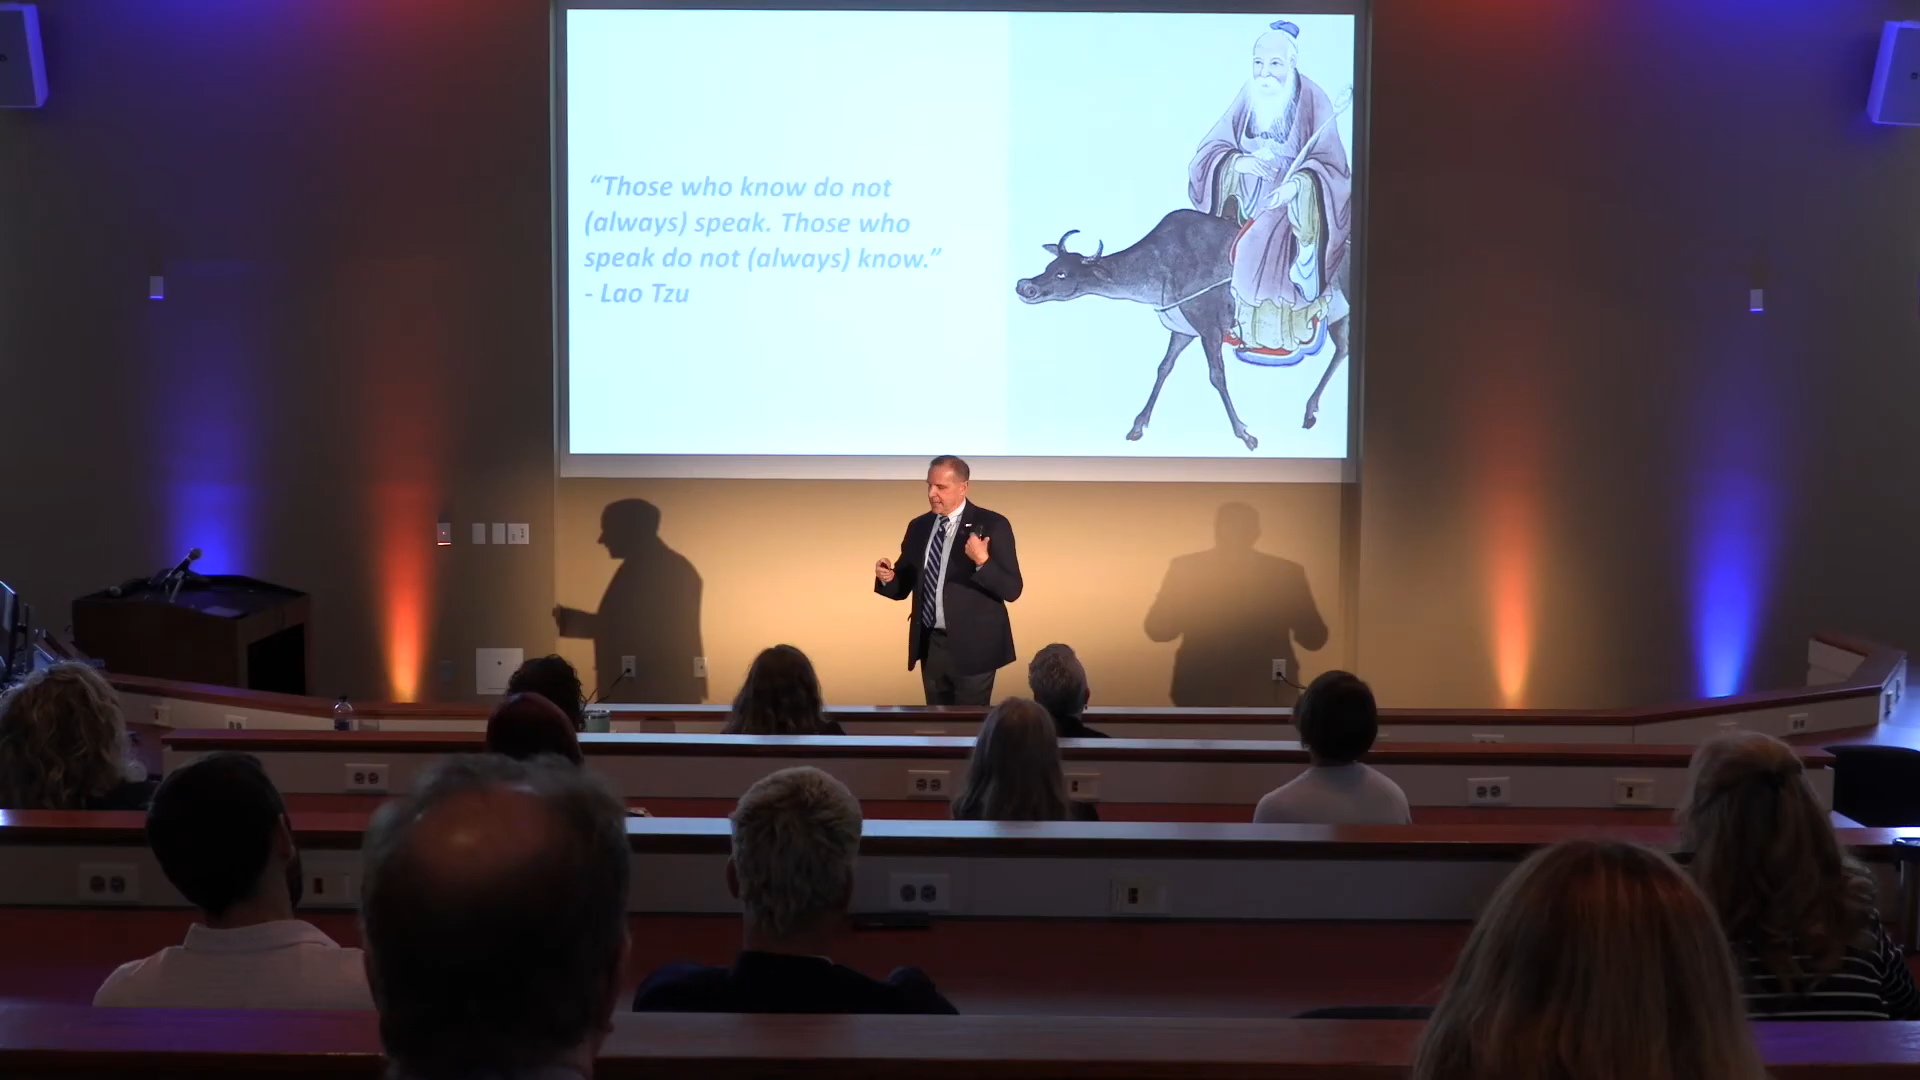 “Those who know do not
(always) speak. Those who
speak do not (always) know.”
- Lao Tzu